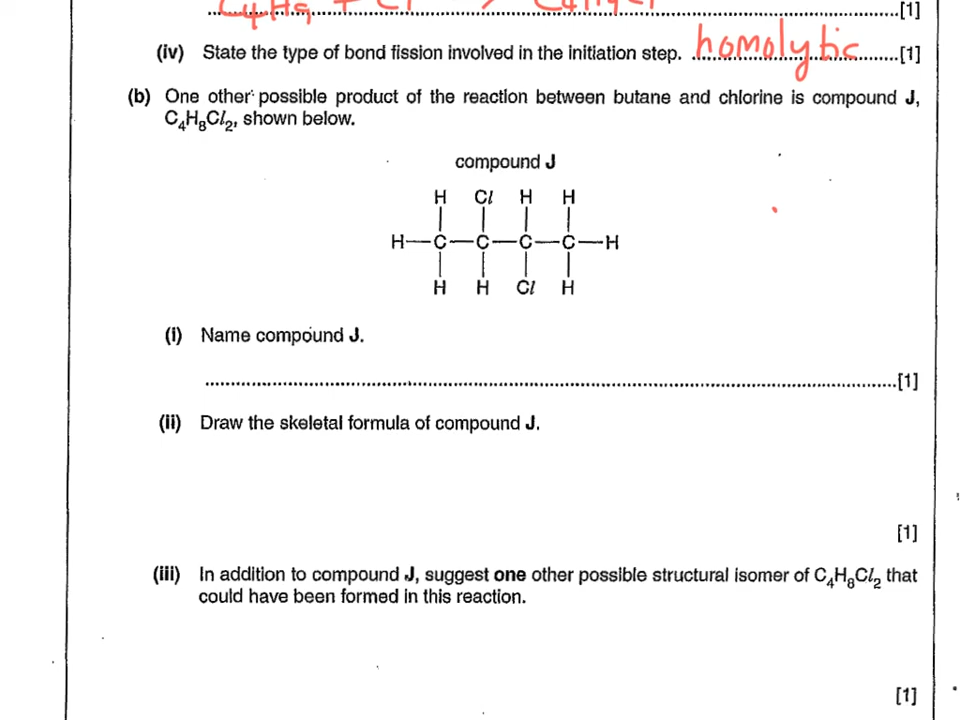 C4H9 + Cl
[1]
(iv) State the type of bond fission involved in the initiation step. homolytic [1]
(b) One other possible product of the reaction between butane and chlorine is compound J,
C4H8Cl2, shown below.
compound J
H Cl H H
H—C—C—C—C—H
H H Cl H
(i) Name compound J.
[1]
(ii) Draw the skeletal formula of compound J.
[1]
(iii) In addition to compound J, suggest one other possible structural isomer of C4H8Cl2 that
could have been formed in this reaction.
[1]